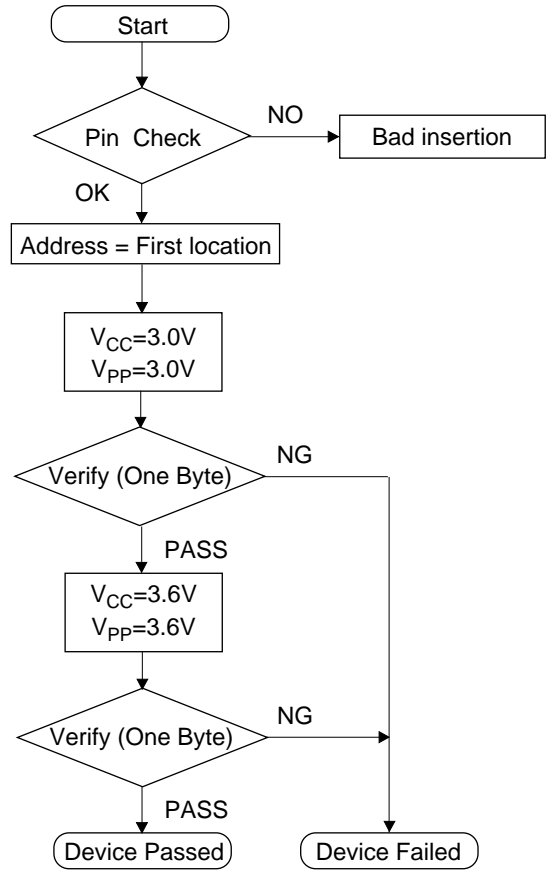 Start
Pin Check
NO
Bad insertion
OK
Address = First location
VCC=3.0V
VPP=3.0V
Verify (One Byte)
NG
PASS
VCC=3.6V
VPP=3.6V
Verify (One Byte)
NG
PASS
Device Passed
Device Failed